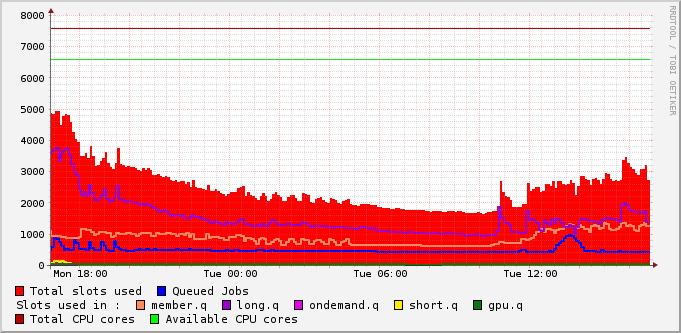 8000
7000
6000
5000
4000
3000
2000
1000
0
Mon 18:00 Tue 00:00 Tue 06:00 Tue 12:00
RRDTOOL / TOBI OETIKER
Total slots used Queued Jobs
Slots used in : member.q long.q ondemand.q short.q gpu.q
Total CPU cores Available CPU cores